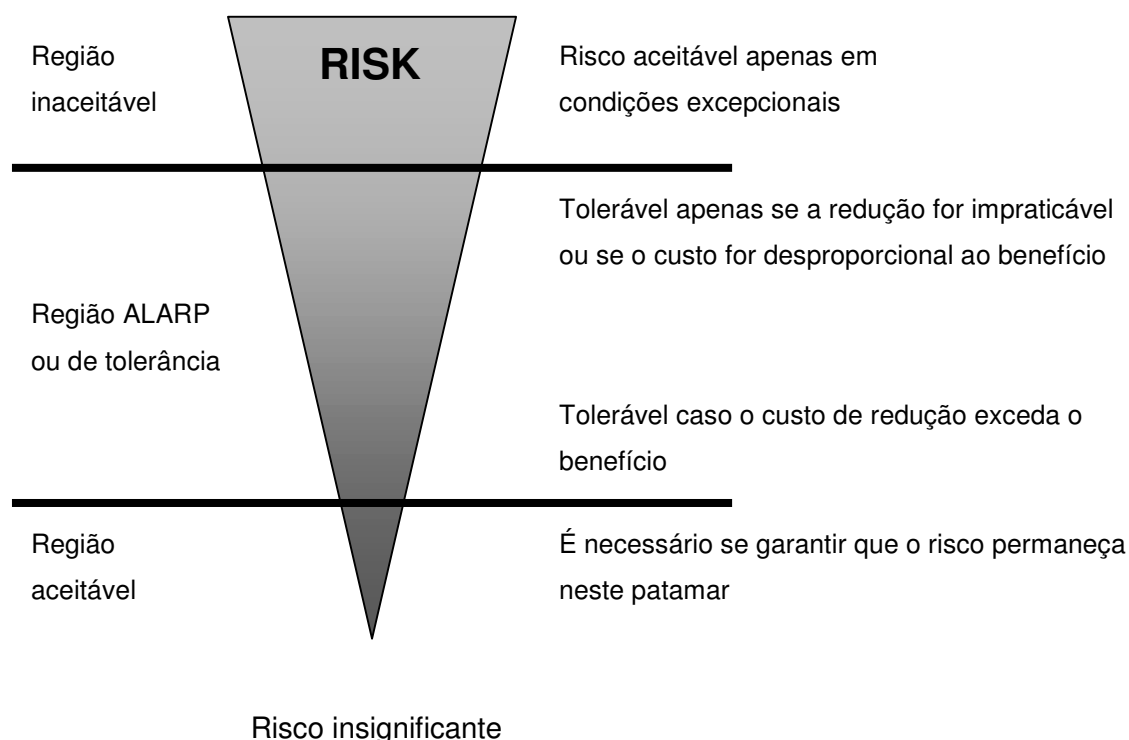 Região
inaceitável
RISK
Risco aceitável apenas em
condições excepcionais
Tolerável apenas se a redução for impraticável
ou se o custo for desproporcional ao benefício
Região ALARP
ou de tolerância
Tolerável caso o custo de redução exceda o
benefício
Região
aceitável
É necessário se garantir que o risco permaneça
neste patamar
Risco insignificante